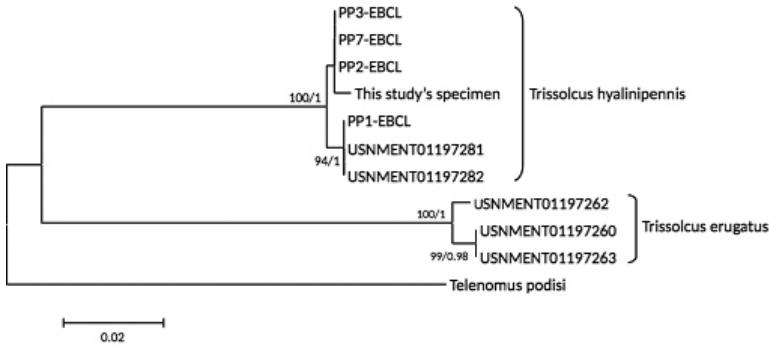 PP3-EBCL
PP7-EBCL
PP2-EBCL
100/1
This study's specimen
Trissolcus hyalinipennis
PP1-EBCL
USNMENT01197281
94/1
USNMENT01197282
USNMENT01197262
100/1
USNMENT01197260
Trissolcus erugatus
99/0.98
USNMENT01197263
Telenomus podisi
0.02